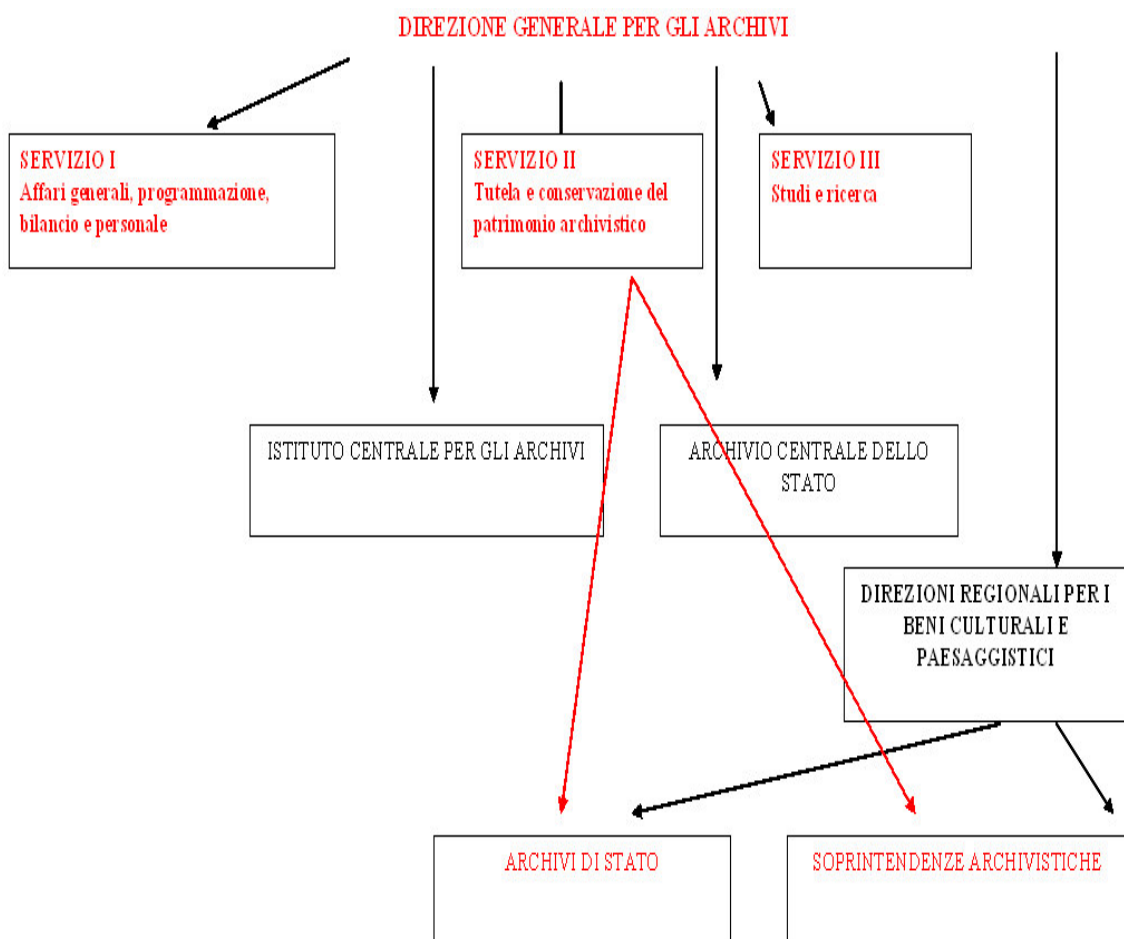 DIREZIONE GENERALE PER GLI ARCHIVI
SERVIZIO I
Affari generali, programmazione,
bilancio e personale
SERVIZIO II
Tutela e conservazione del
patrimonio archivistico
SERVIZIO III
Studi e ricerca
ISTITUTO CENTRALE PER GLI ARCHIVI
ARCHIVIO CENTRALE DELLO
STATO
DIREZIONI REGIONALI PER I
BENI CULTURALI E
PAESAGGISTICI
ARCHIVI DI STATO
SOPRINTENDENZE ARCHIVISTICHE